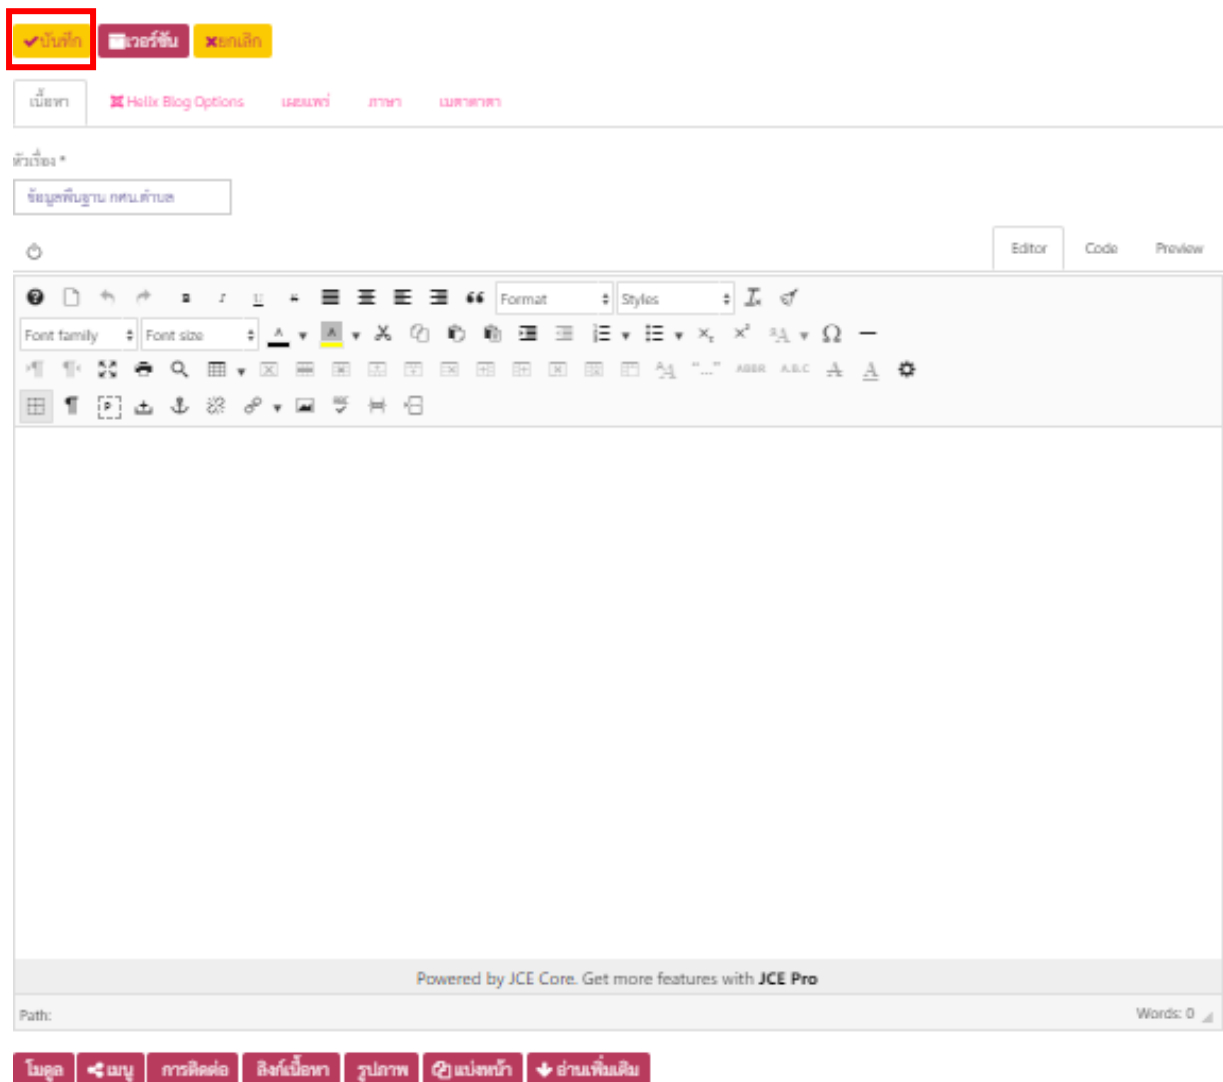 บันทึก เวอร์ชัน ยกเลิก
เนื้อหา Helix Blog Options เผยแพร่ ภาษา เมตาดาตา
หัวเรื่อง *
ข้อมูลพื้นฐาน กศน.ตำบล
Editor Code Preview
B I U S Format Styles
Font family Font size A A Ω
ABBR A.B.C A A
Powered by JCE Core. Get more features with JCE Pro
Path: Words: 0
โมดูล เมนู การติดต่อ ลิงก์เนื้อหา รูปภาพ แบ่งหน้า อ่านเพิ่มเติม